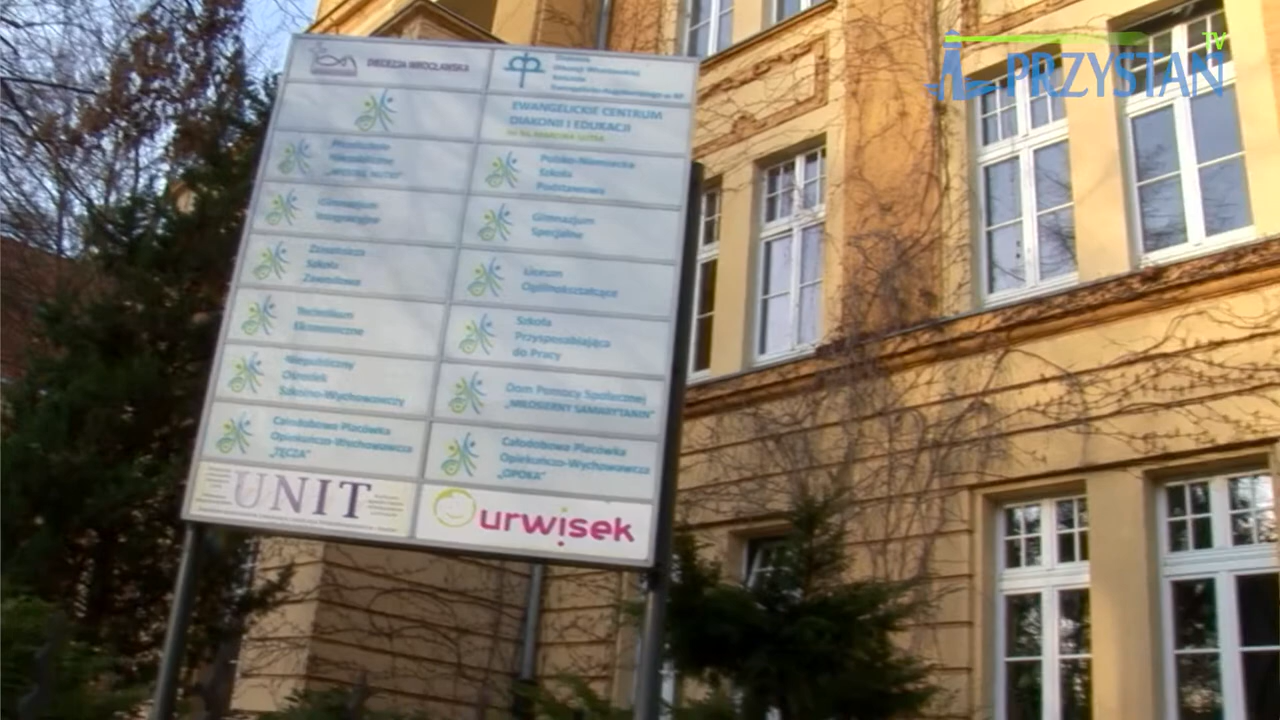 TV
PRZYSTAŃ
DIECEZJA WROCŁAWSKA
EWANGELICKIE CENTRUM
DIAKONII I EDUKACJI
Przedszkole
Polsko-Niemiecka
Szkoła
Podstawowa
Gimnazjum
Integracyjne
Gimnazjum
Specjalne
Zasadnicza
Szkoła
Zawodowa
Liceum
Ogólnokształcące
Technikum
Ekonomiczne
Szkoła
Przysposabiająca
do Pracy
Niepubliczny
Ośrodek
Szkolno-Wychowawczy
Dom Pomocy Społecznej
„MIŁOSIERNY SAMARYTANIN”
Całodobowa Placówka
Opiekuńczo-Wychowawcza
„TĘCZA”
Całodobowa Placówka
Opiekuńczo-Wychowawcza
„OPOKA”
UNIT
urwisek